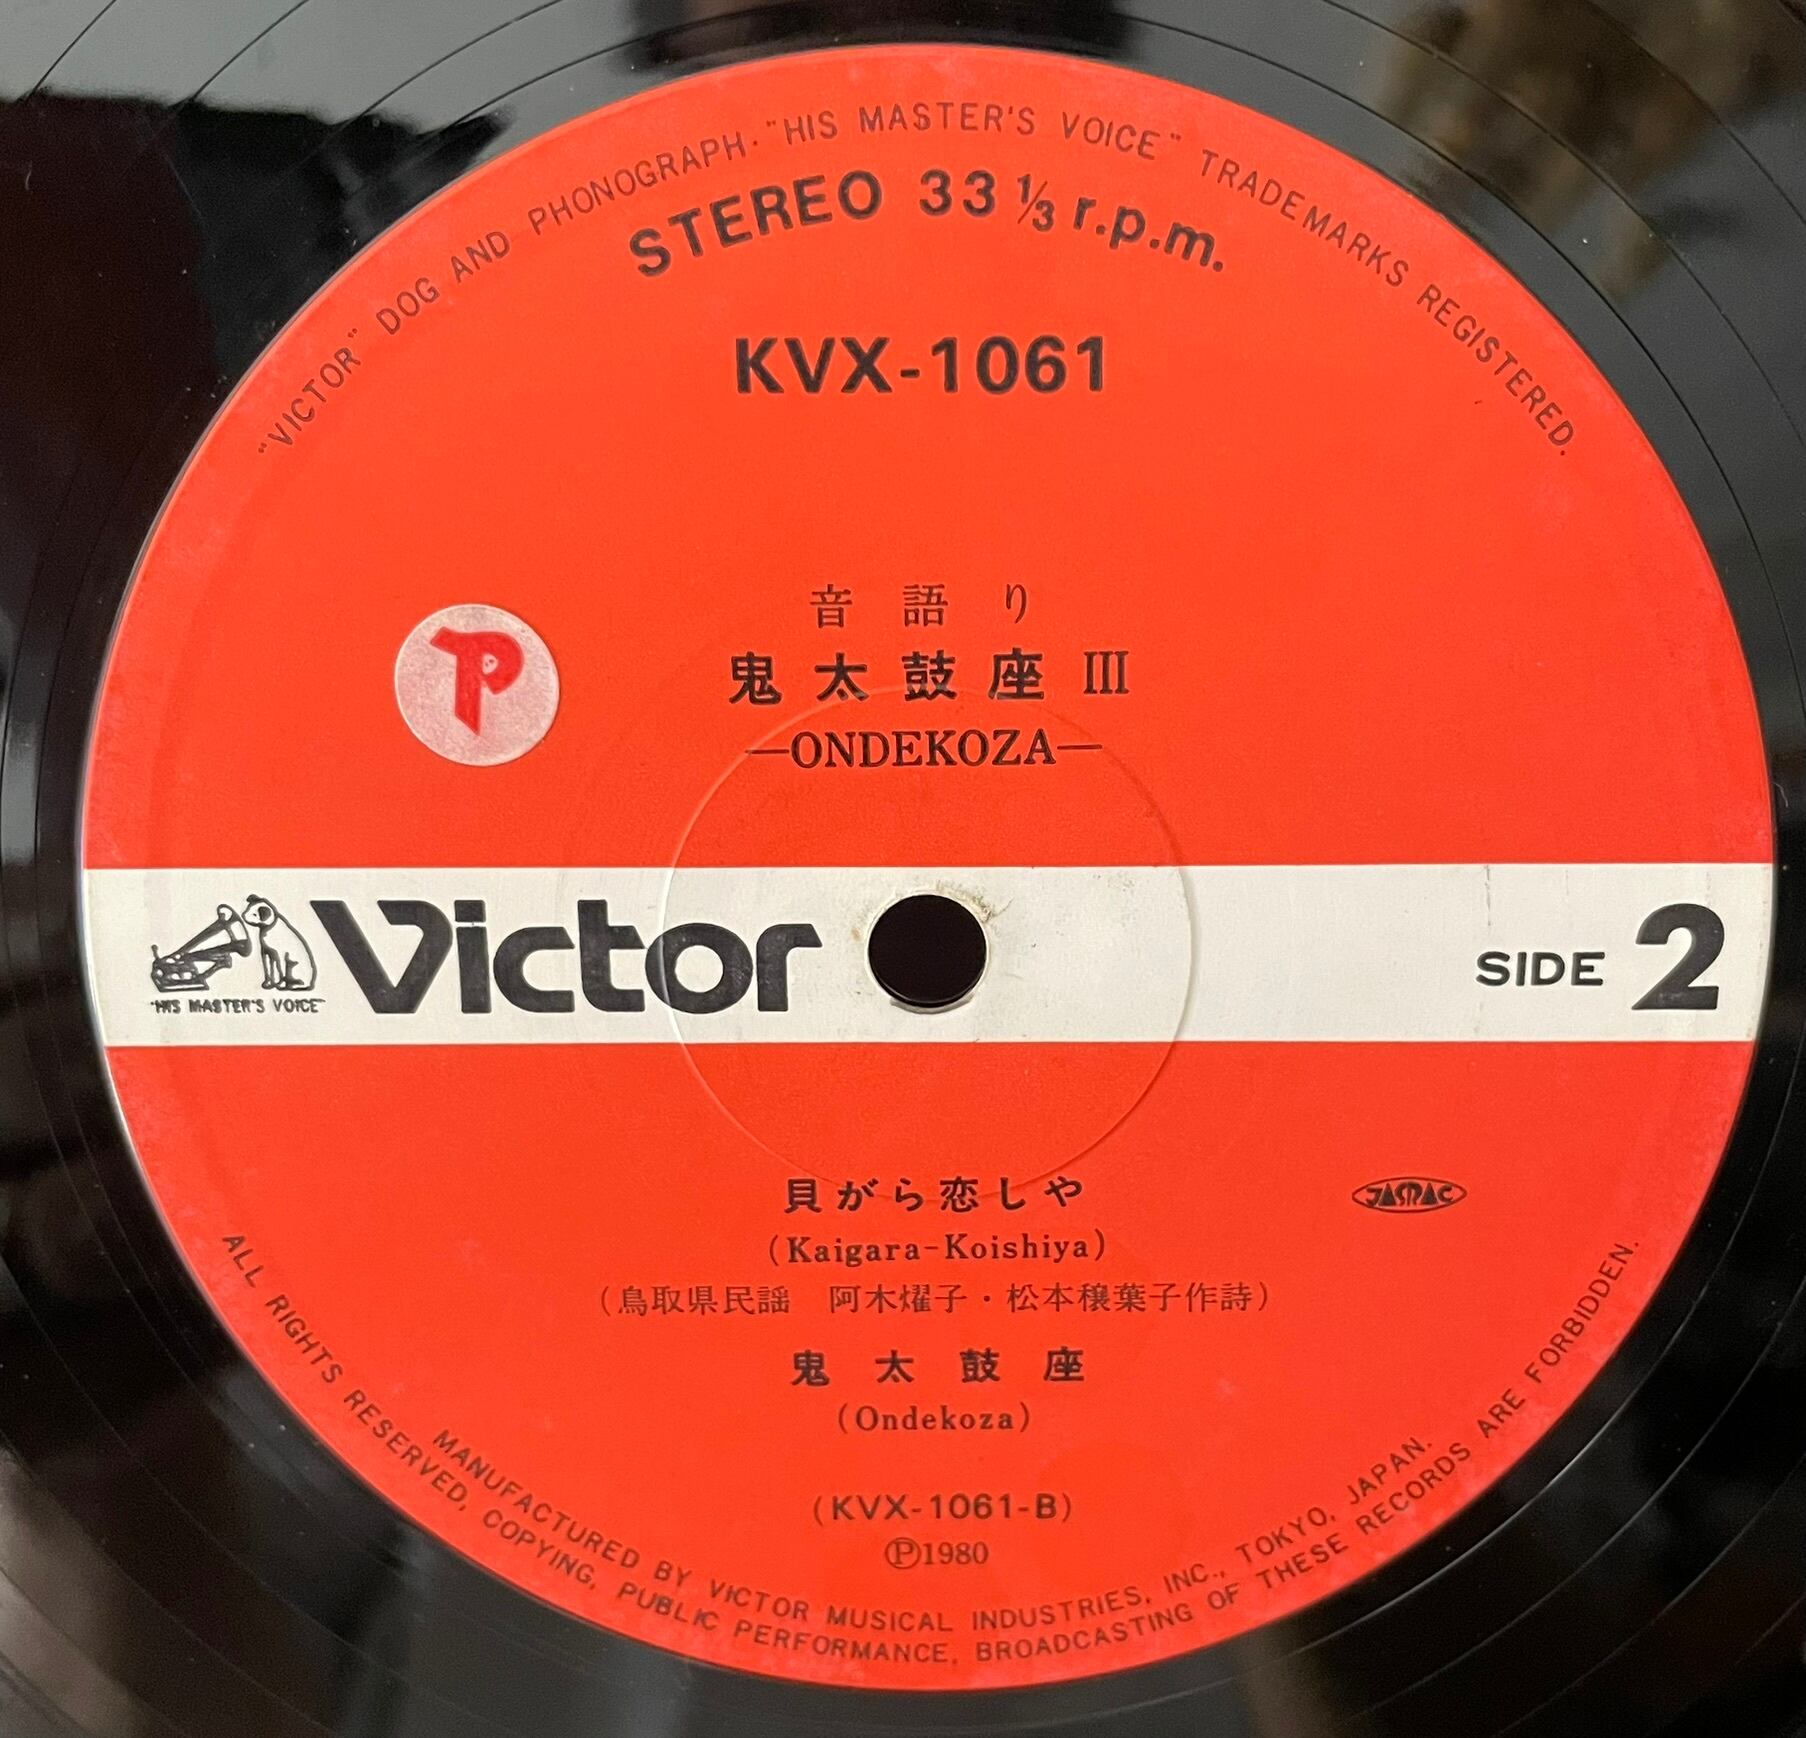 "VICTOR" DOG AND PHONOGRAPH·"HIS MASTER'S VOICE" TRADEMARKS REGISTERED.
STEREO 33⅓ r.p.m.
KVX-1061
音語り
P
鬼太鼓座 III
—ONDEKOZA—
"HIS MASTER'S VOICE"
Victor
SIDE 2
貝がら恋しや
JASRAC
(Kaigara-Koishiya)
(鳥取県民謡 阿木燿子・松本穣葉子作詩)
鬼太鼓座
(Ondekoza)
(KVX-1061-B)
Ⓟ1980
MANUFACTURED BY VICTOR MUSICAL INDUSTRIES, INC., TOKYO, JAPAN.
ALL RIGHTS RESERVED, COPYING, PUBLIC PERFORMANCE, BROADCASTING OF THESE RECORDS ARE FORBIDDEN.